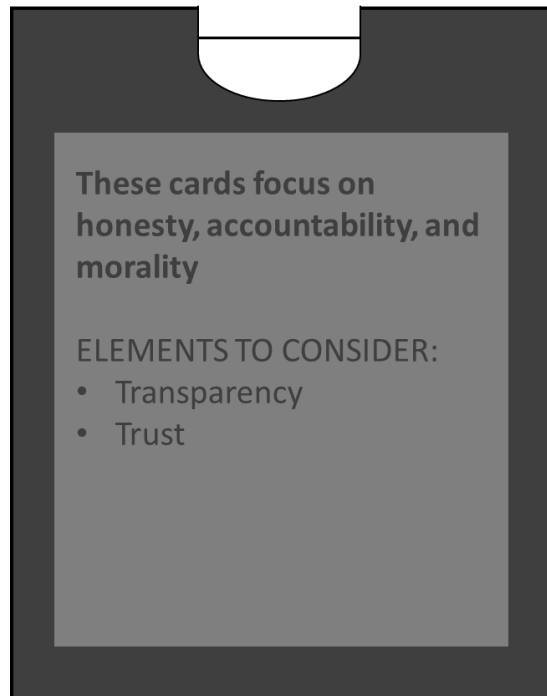 These cards focus on
honesty, accountability, and
morality
ELEMENTS TO CONSIDER:
• Transparency
• Trust